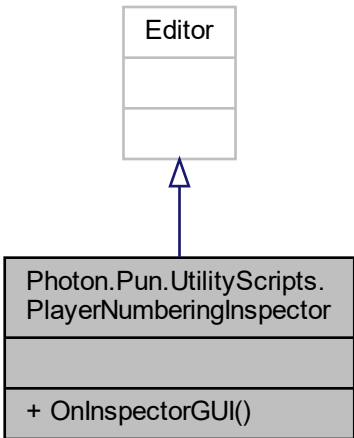 Editor
Photon.Pun.UtilityScripts.
PlayerNumberingInspector
+ OnInspectorGUI()